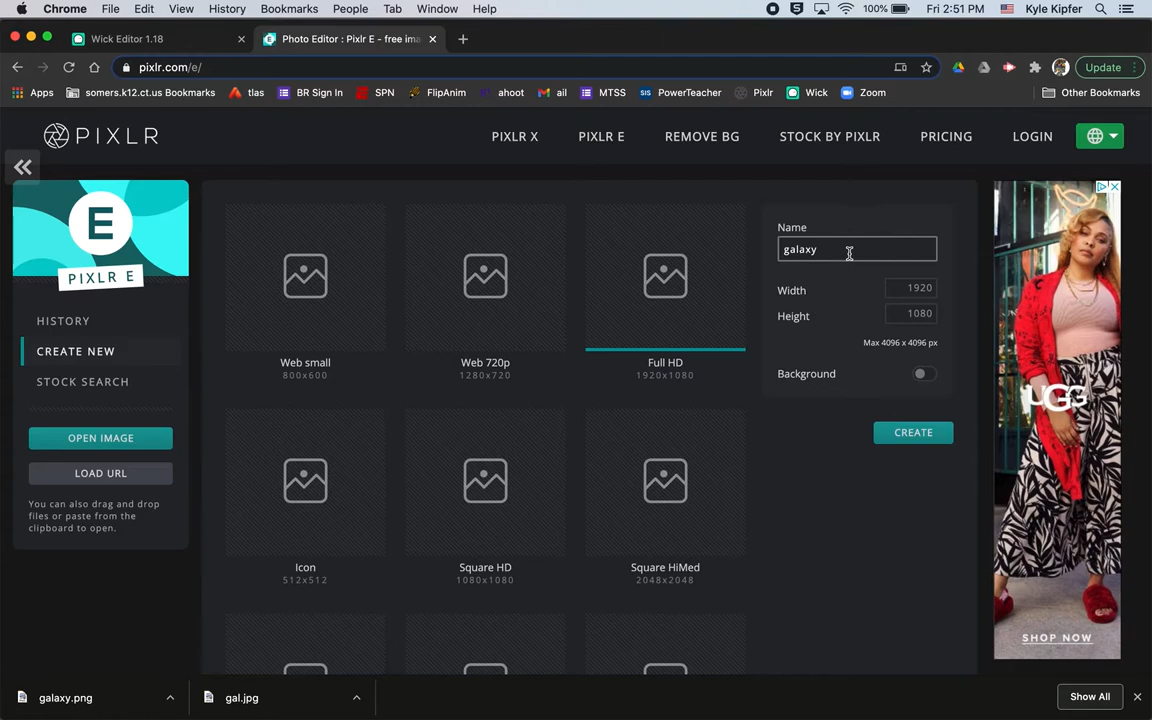 Chrome File Edit View History Bookmarks People Tab Window Help 100% Fri 2:51 PM Kyle Kipfer
Wick Editor 1.18 Photo Editor : Pixlr E - free ima
pixlr.com/e/ Update
Apps somers.k12.ct.us Bookmarks tlas BR Sign In SPN FlipAnim ahoot ail MTSS SIS PowerTeacher Pixlr Wick Zoom Other Bookmarks
PIXLR PIXLR X PIXLR E REMOVE BG STOCK BY PIXLR PRICING LOGIN
E
PIXLR E
HISTORY
CREATE NEW
STOCK SEARCH
OPEN IMAGE
LOAD URL
You can also drag and drop
files or paste from the
clipboard to open.
Web small
800x600
Web 720p
1280x720
Full HD
1920x1080
Icon
512x512
Square HD
1080x1080
Square HiMed
2048x2048
Name
galaxy
Width 1920
Height 1080
Max 4096 x 4096 px
Background
CREATE
UGG
SHOP NOW
galaxy.png gal.jpg Show All